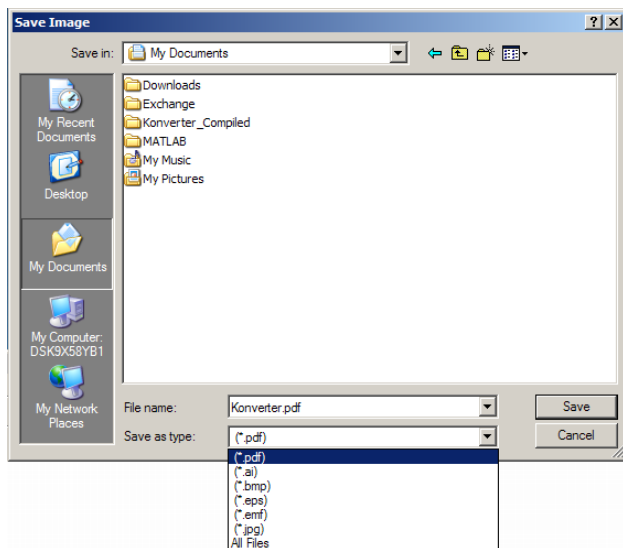 Save Image
Save in:
My Documents
My Recent
Documents
Desktop
My Documents
My Computer:
DSK9X58YB1
My Network
Places
Downloads
Exchange
Konverter_Compiled
MATLAB
My Music
My Pictures
File name:
Konverter.pdf
Save
Save as type:
(*.pdf)
Cancel
(*.pdf)
(*.ai)
(*.bmp)
(*.eps)
(*.emf)
(*.jpg)
All Files